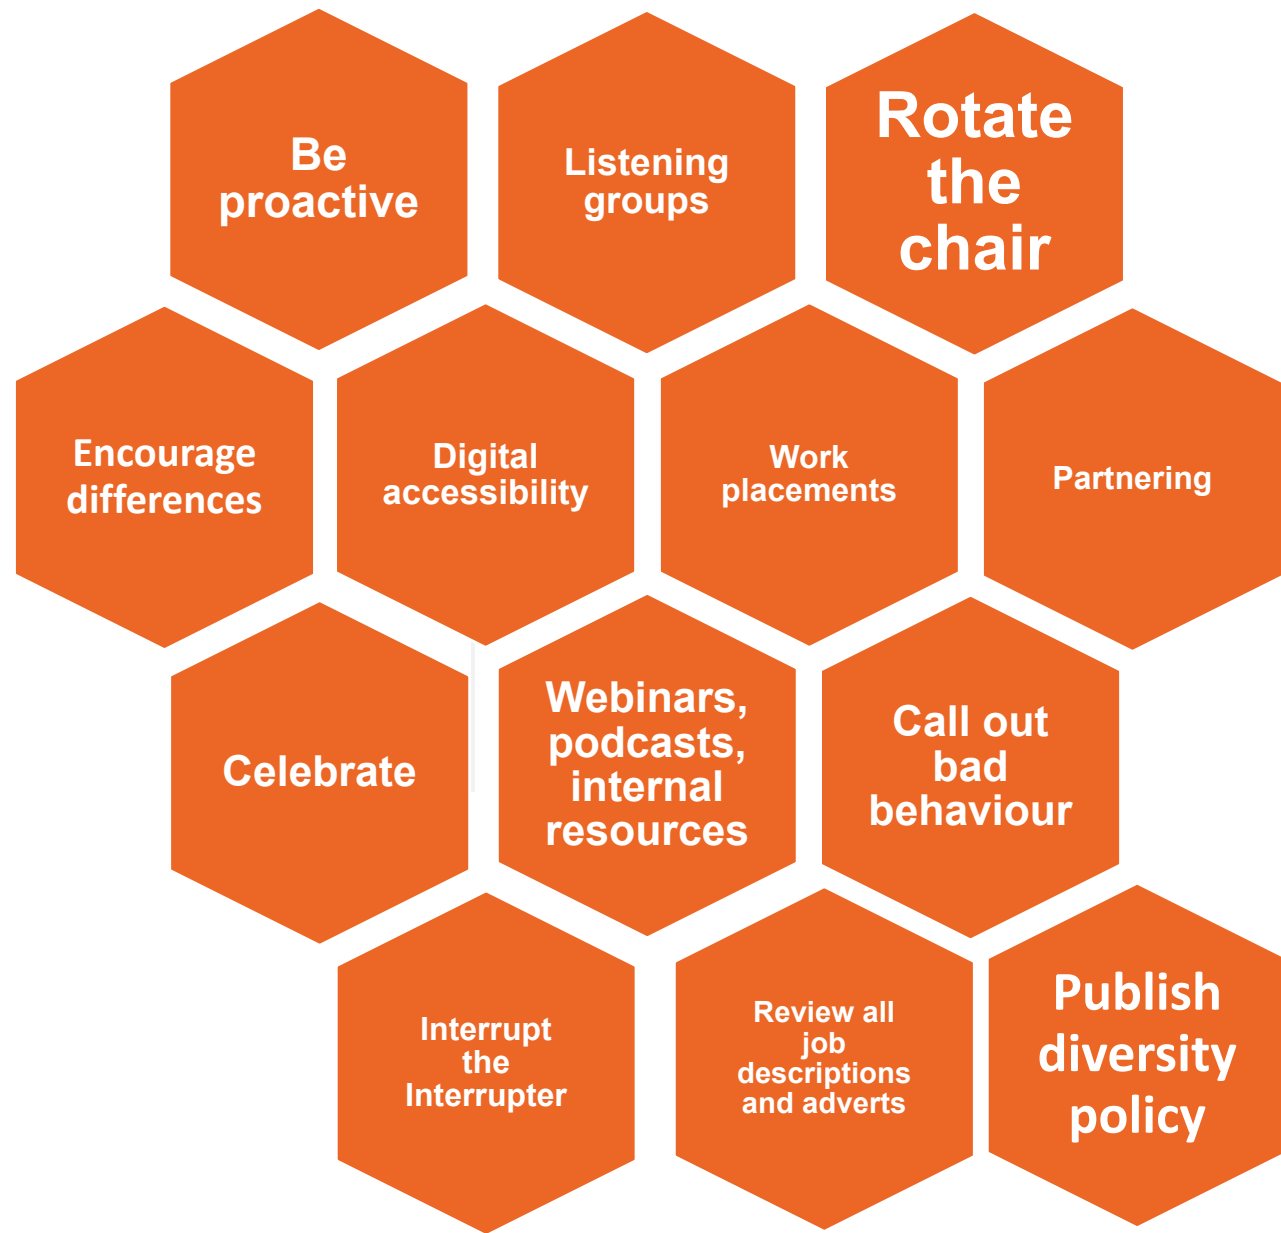 Be
proactive
Listening
groups
Rotate
the
chair
Encourage
differences
Digital
accessibility
Work
placements
Partnering
Celebrate
Webinars,
podcasts,
internal
resources
Call out
bad
behaviour
Interrupt
the
Interrupter
Review all
job
descriptions
and adverts
Publish
diversity
policy